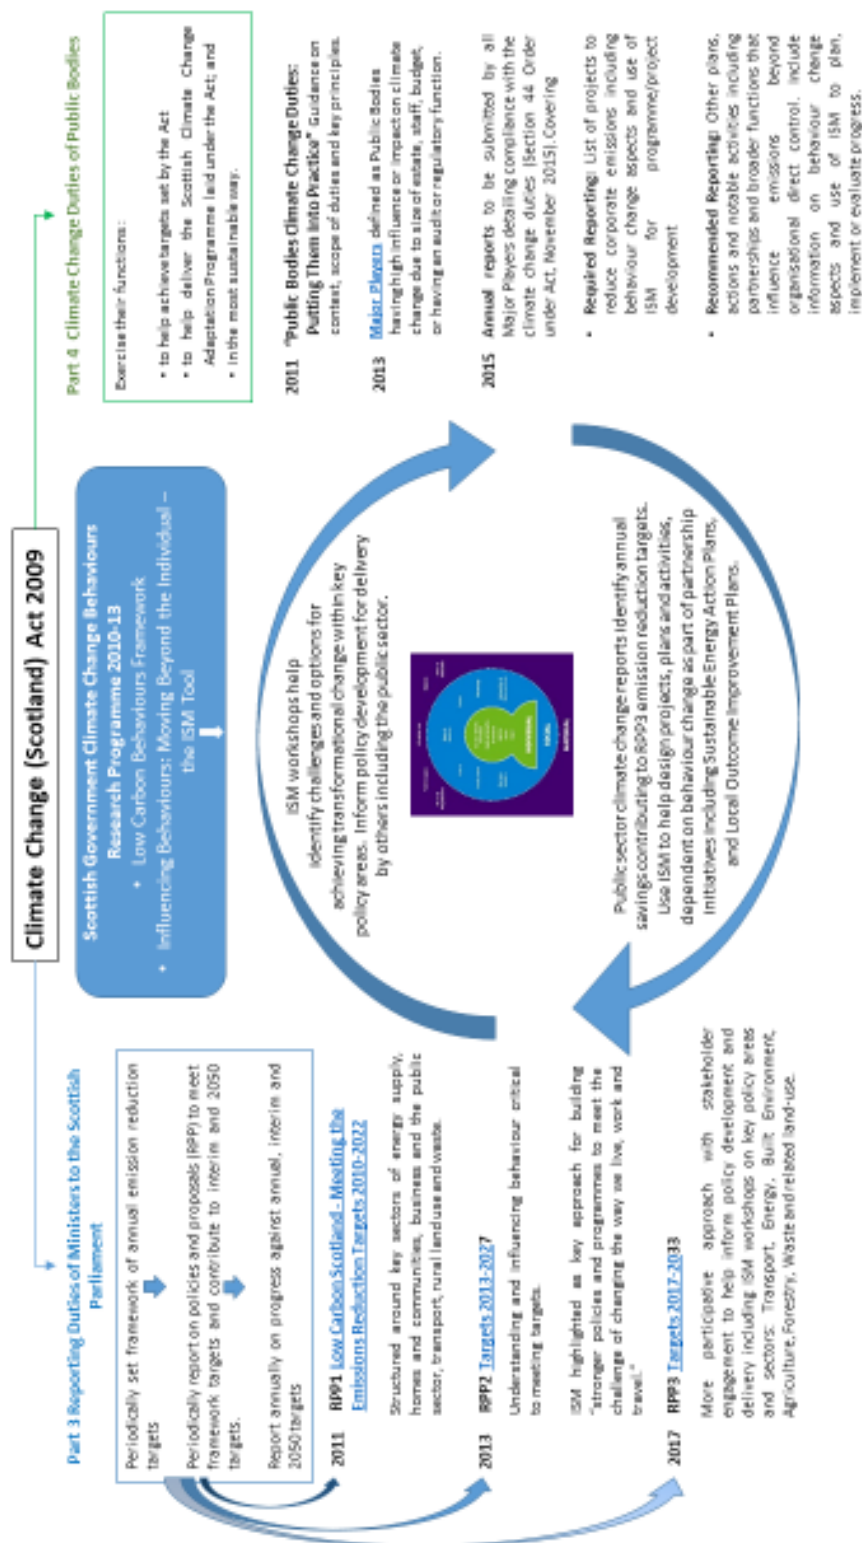 Climate Change (Scotland) Act 2009
Part 3 Reporting Duties of Ministers to the Scottish
Parliament
Periodically set framework of annual emission reduction
targets
Periodically report on policies and proposals (RPP) to meet
framework targets and contribute to interim and 2050
targets.
Report annually on progress against annual, interim and
2050 targets
2011 RPP1 Low Carbon Scotland - Meeting the
Emissions Reduction Targets 2010-2022
Structured around key sectors of energy supply,
homes and communities, business and the public
sector, transport, rural land use and waste.
2013 RPP2 Targets 2013-2027
Understanding and influencing behaviour critical
to meeting targets.
ISM highlighted as key approach for building
"stronger policies and programmes to meet the
challenge of changing the way we live, work and
travel."
2017 RPP3 Targets 2017-2033
More participative approach with stakeholder
engagement to help inform policy development and
delivery including ISM workshops on key policy areas
and sectors: Transport, Energy, Built Environment,
Agriculture, Forestry, Waste and related land-use.
Scottish Government Climate Change Behaviours
Research Programme 2010-13
• Low Carbon Behaviours Framework
• Influencing Behaviours: Moving Beyond the Individual –
the ISM Tool
ISM workshops help
identify challenges and options for
achieving transformational change within key
policy areas. Inform policy development for delivery
by others including the public sector.
INDIVIDUAL
SOCIAL
MATERIAL
Public sector climate change reports identify annual
savings contributing to RPP3 emission reduction targets.
Use ISM to help design projects, plans and activities,
dependent on behaviour change as part of partnership
initiatives including Sustainable Energy Action Plans,
and Local Outcome Improvement Plans.
Part 4 Climate Change Duties of Public Bodies
Exercise their functions:
• to help achieve targets set by the Act
• to help deliver the Scottish Climate Change
Adaptation Programme laid under the Act; and
• in the most sustainable way.
2011 "Public Bodies Climate Change Duties:
Putting Them Into Practice" Guidance on
context, scope of duties and key principles.
2013 Major Players defined as Public Bodies
having high influence or impact on climate
change due to size of estate, staff, budget,
or having an audit or regulatory function.
2015 Annual reports to be submitted by all
Major Players detailing compliance with the
climate change duties (Section 44 Order
under Act, November 2015). Covering
• Required Reporting: List of projects to
reduce corporate emissions including
behaviour change aspects and use of
ISM for programme/project
development
• Recommended Reporting: Other plans,
actions and notable activities including
partnerships and broader functions that
influence emissions beyond
organisational direct control. Include
information on behaviour change
aspects and use of ISM to plan,
implement or evaluate progress.